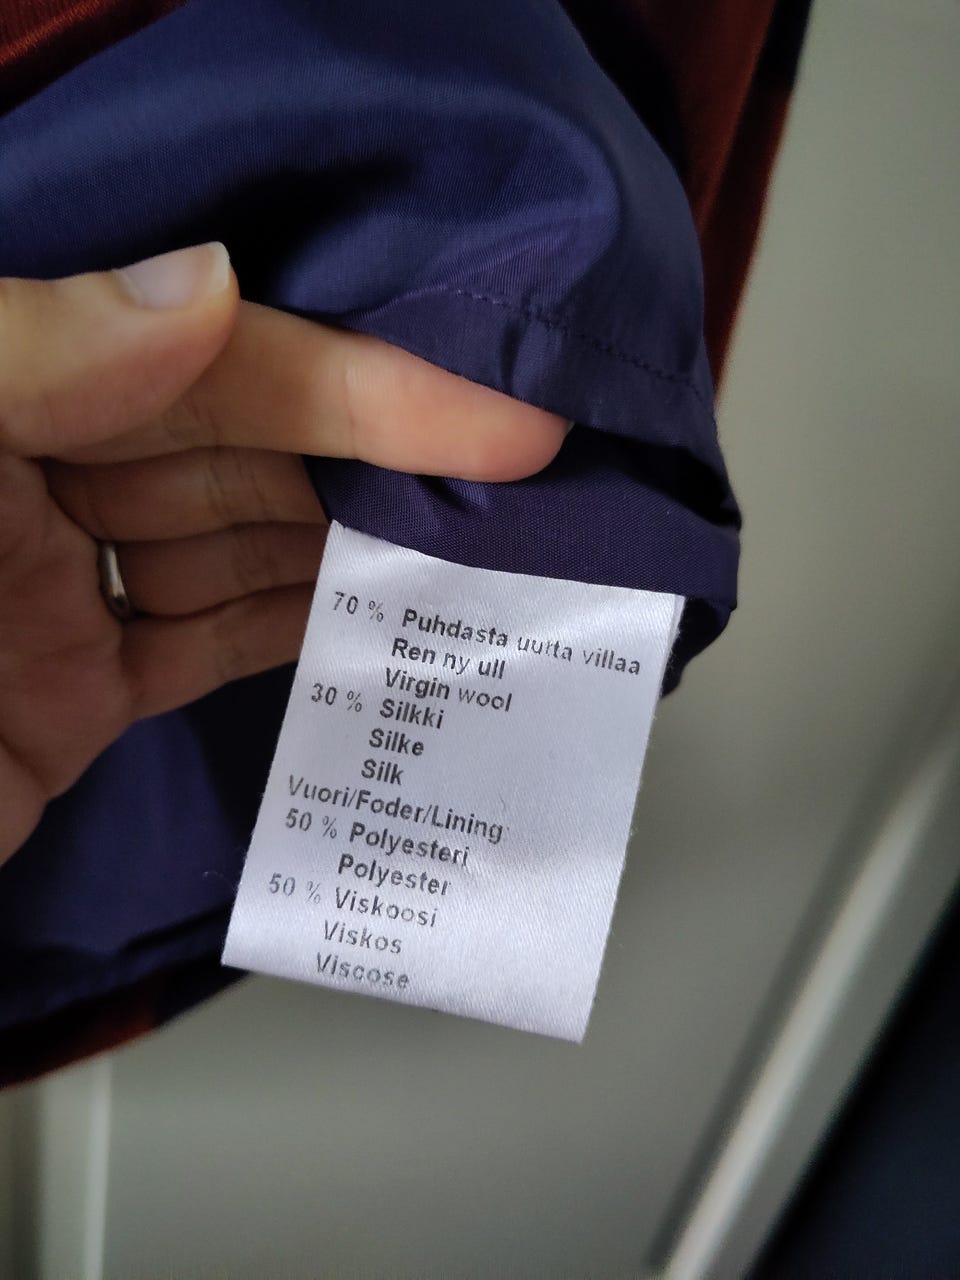 70 % Puhdasta uutta villaa
Ren ny ull
Virgin wool
30 % Silkki
Silke
Silk
Vuori/Foder/Lining:
50 % Polyesteri
Polyester
50 % Viskoosi
Viskos
Viscose